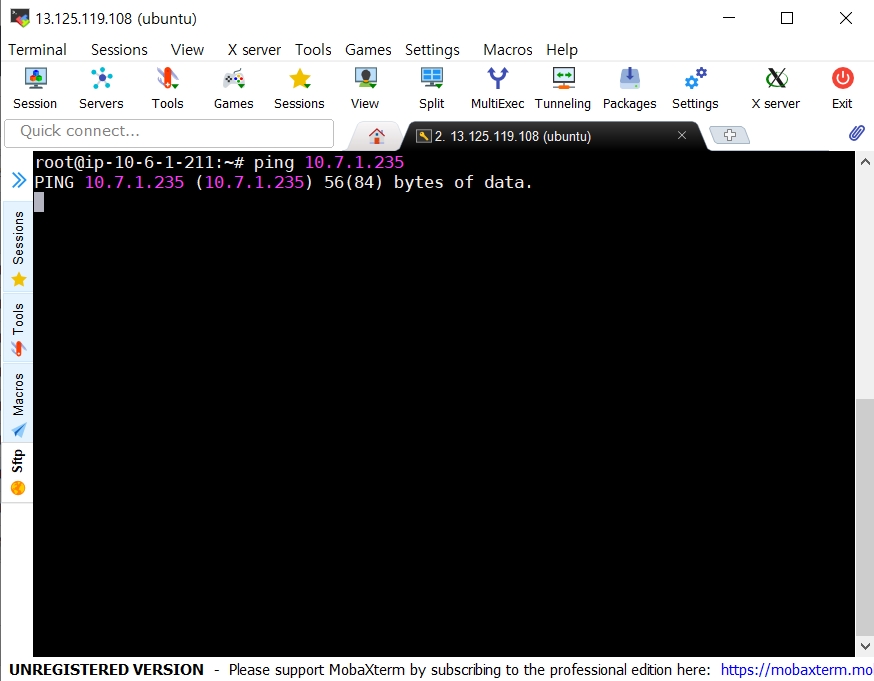 13.125.119.108 (ubuntu)
Terminal Sessions View X server Tools Games Settings Macros Help
Session Servers Tools Games Sessions View Split MultiExec Tunneling Packages Settings X server Exit
Quick connect...
2. 13.125.119.108 (ubuntu)
root@ip-10-6-1-211:~# ping 10.7.1.235
PING 10.7.1.235 (10.7.1.235) 56(84) bytes of data.
Sessions
Tools
Macros
Sftp
UNREGISTERED VERSION - Please support MobaXterm by subscribing to the professional edition here: https://mobaxterm.mo